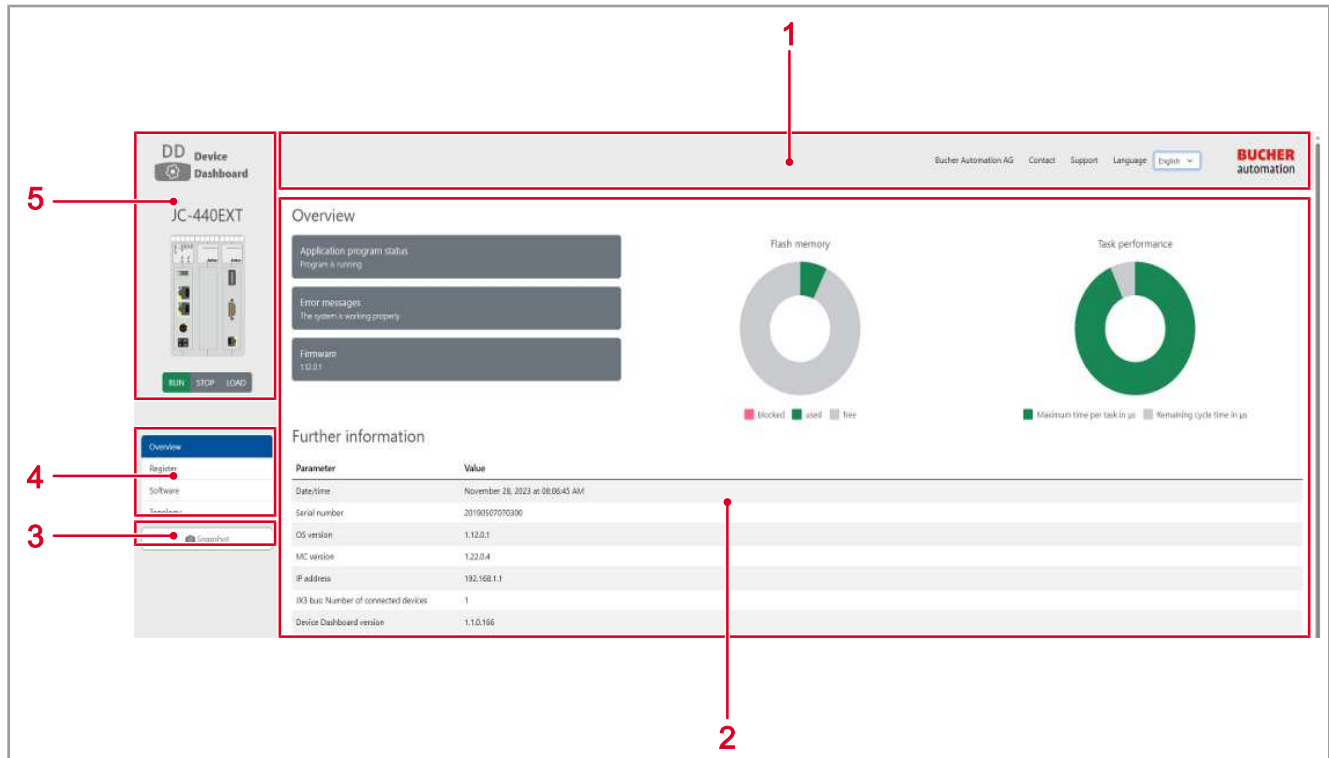 1
DD Device
Dashboard
Bucher Automation AG Contact Support Language English
BUCHER
automation
5
JC-440EXT
Overview
Application program status
Program is running
Error messages
The system is working properly
Firmware
1.12.0.1
Flash memory
Task performance
RUN STOP LOAD
blocked used free
Maximum time per task in µs Remaining cycle time in µs
4
Overview
Register
Software
Topology
3
Snapshot
Further information
Parameter Value
Date/time November 28, 2023 at 08:06:45 AM
Serial number 20190507070300
OS version 1.12.0.1
MC version 1.22.0.4
IP address 192.168.1.1
IX3 bus: Number of connected devices 1
Device Dashboard version 1.1.0.166
2